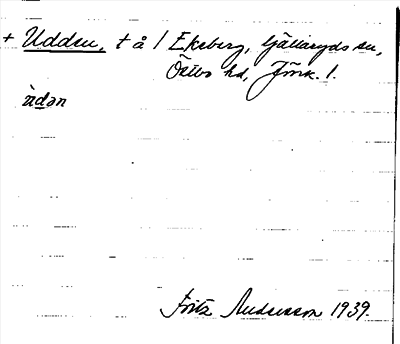 + Udden, t å 1 Ekeberg, Gällaryds sn,
Östbo hd, Jönk. l.
ùdən
Fritz Andersson 1939.